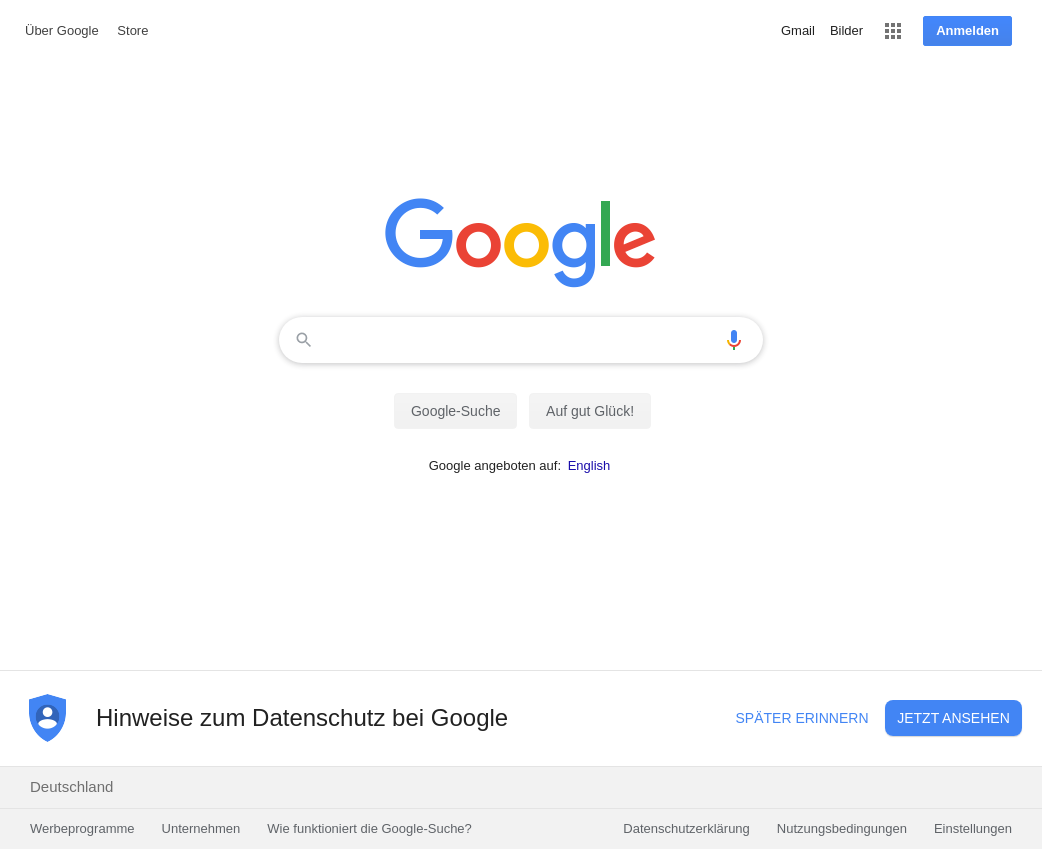 Über Google Store Gmail Bilder Anmelden
Google
Google-Suche Auf gut Glück!
Google angeboten auf: English
Hinweise zum Datenschutz bei Google SPÄTER ERINNERN JETZT ANSEHEN
Deutschland
Werbeprogramme Unternehmen Wie funktioniert die Google-Suche? Datenschutzerklärung Nutzungsbedingungen Einstellungen